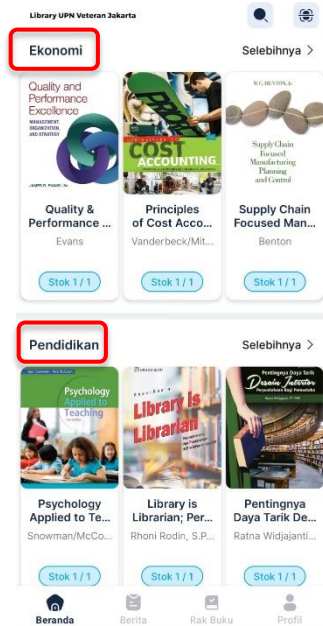 Library UPN Veteran Jakarta
Ekonomi
Selebihnya >
Quality and
Performance
Excellence
MANAGEMENT,
ORGANIZATION,
AND STRATEGY
COST
ACCOUNTING
W.C. BENTON, Jr.
Supply Chain
Focused
Manufacturing
Planning
and Control
Quality &
Performance ...
Principles
of Cost Acco...
Supply Chain
Focused Man...
Evans
Vanderbeck/Mit...
Benton
Stok 1 / 1
Stok 1 / 1
Stok 1 / 1
Pendidikan
Selebihnya >
Psychology
Applied to
Teaching
Library is
Librarian
Pentingnya Daya Tarik
Desain Interior
Psychology
Applied to Te...
Library is
Librarian; Per...
Pentingnya
Daya Tarik De...
Snowman/McCo...
Rhoni Rodin, S.P...
Ratna Widjajanti...
Stok 1 / 1
Stok 1 / 1
Stok 1 / 1
Beranda
Berita
Rak Buku
Profil